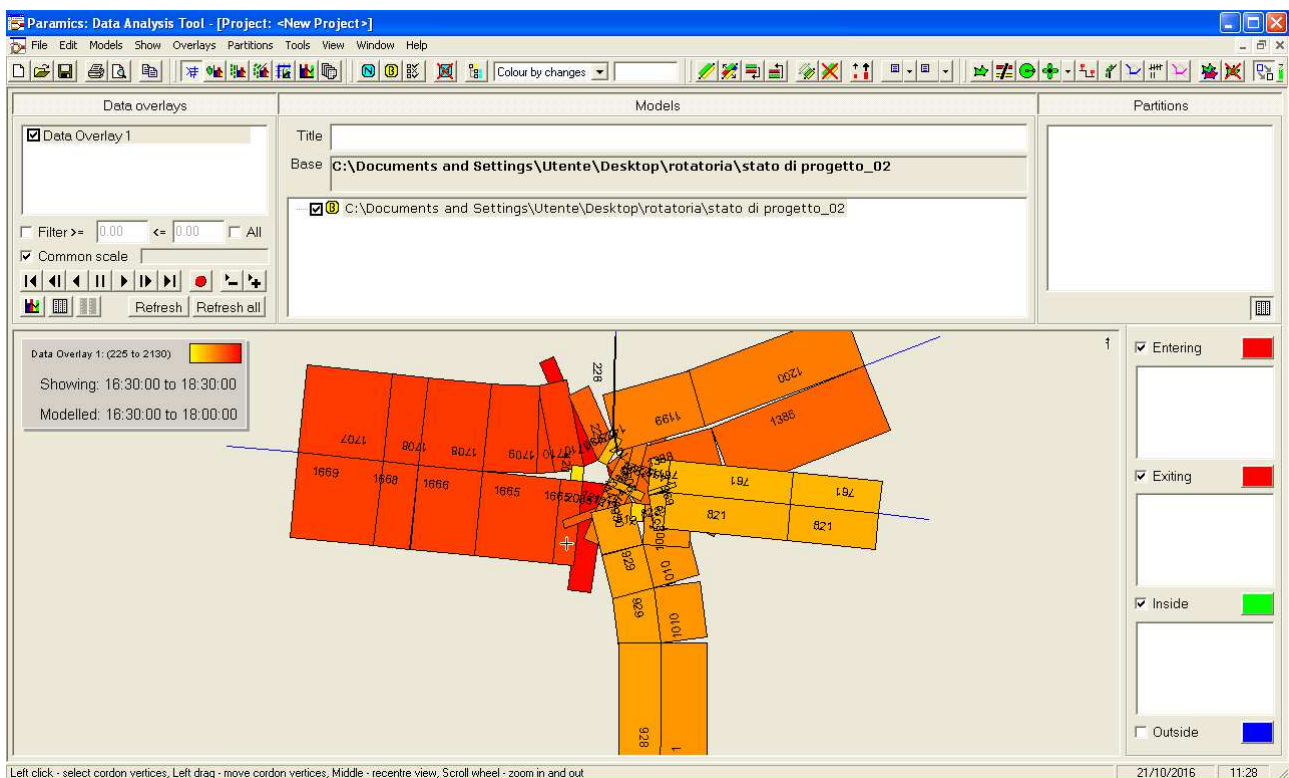 Paramics: Data Analysis Tool - [Project: <New Project>]
File Edit Models Show Overlays Partitions Tools View Window Help
Colour by changes
Data overlays
Models
Partitions
Data Overlay 1
Title
Base C:\Documents and Settings\Utente\Desktop\rotatoria\stato di progetto_02
C:\Documents and Settings\Utente\Desktop\rotatoria\stato di progetto_02
Filter >= 0.00 <= 0.00 All
Common scale
Refresh Refresh all
Data Overlay 1: (225 to 2130)
Showing: 16:30:00 to 18:30:00
Modelled: 16:30:00 to 18:00:00
Entering
Exiting
Inside
Outside
226
1200
1199
1388
1707
1708
1708
1709
1710
1669
1668
1666
1665
1665
761
761
821
821
929
1010
929
1010
928
Left click - select cordon vertices, Left drag - move cordon vertices, Middle - recentre view, Scroll wheel - zoom in and out
21/10/2016 11:28